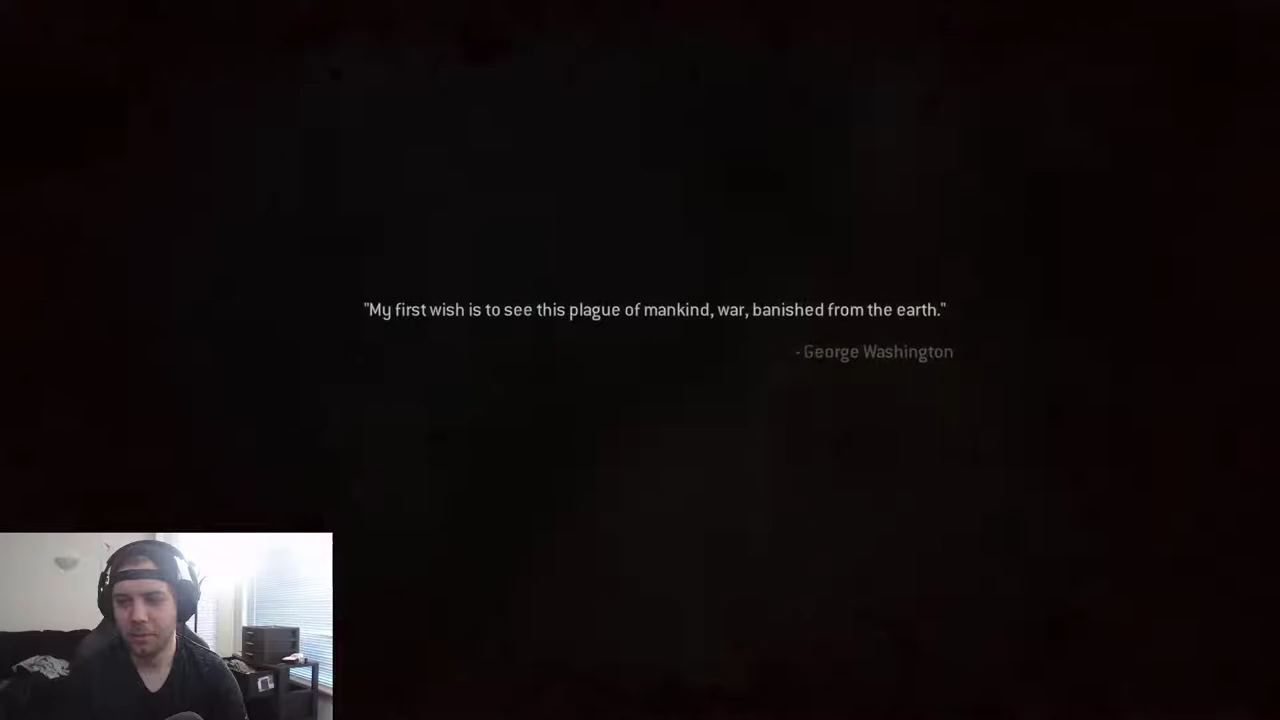 "My first wish is to see this plague of mankind, war, banished from the earth."
- George Washington